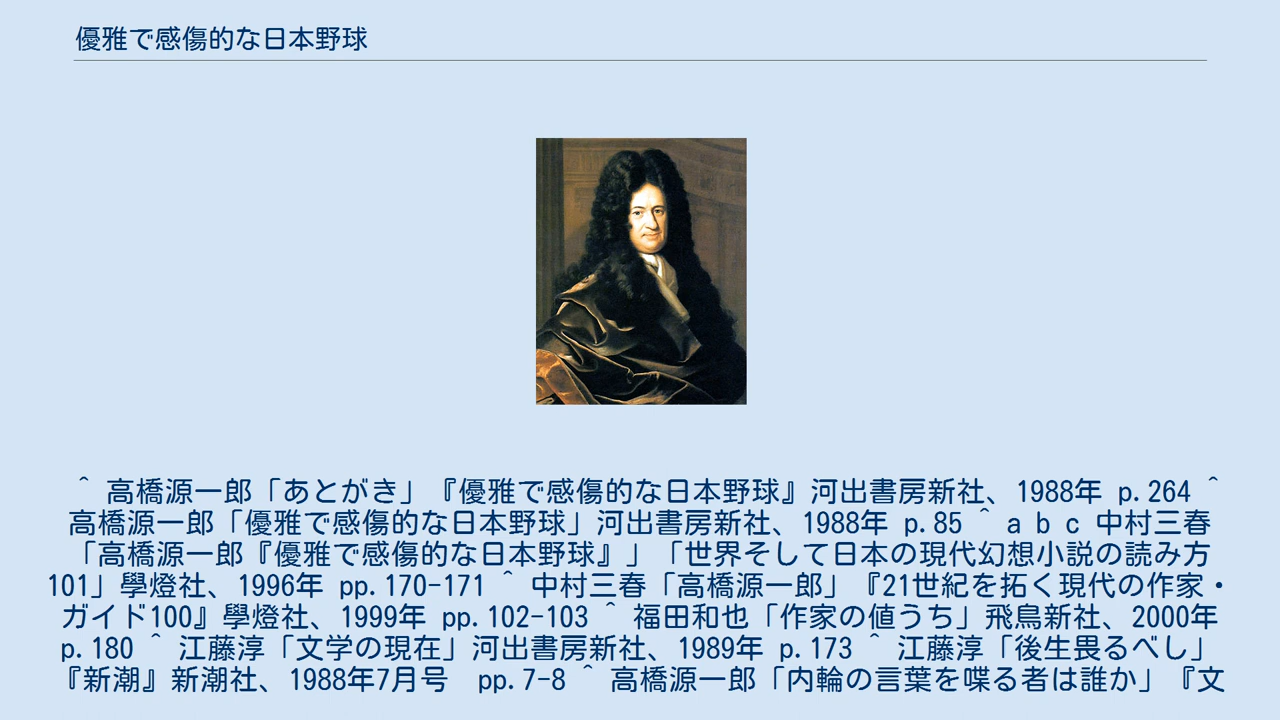 優雅で感傷的な日本野球
^ 高橋源一郎「あとがき」『優雅で感傷的な日本野球』河出書房新社、1988年 p.264 ^
高橋源一郎「優雅で感傷的な日本野球」河出書房新社、1988年 p.85 ^ a b c 中村三春
「高橋源一郎『優雅で感傷的な日本野球』」「世界そして日本の現代幻想小説の読み方
101」學燈社、1996年 pp.170-171 ^ 中村三春「高橋源一郎」『21世紀を拓く現代の作家・
ガイド100』學燈社、1999年 pp.102-103 ^ 福田和也「作家の値うち」飛鳥新社、2000年
p.180 ^ 江藤淳「文学の現在」河出書房新社、1989年 p.173 ^ 江藤淳「後生畏るべし」
『新潮』新潮社、1988年7月号　pp.7-8 ^ 高橋源一郎「内輪の言葉を喋る者は誰か」『文